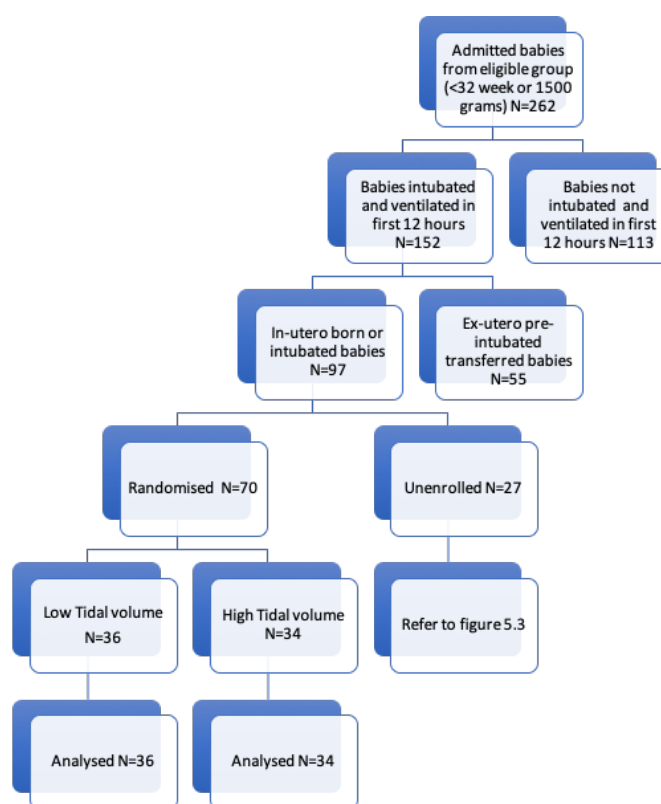 Admitted babies
from eligible group
(<32 week or 1500
grams) N=262
Babies intubated
and ventilated in
first 12 hours
N=152
Babies not
intubated and
ventilated in first
12 hours N=113
In-utero born or
intubated babies
N=97
Ex-utero pre-
intubated
transferred babies
N=55
Randomised N=70
Unenrolled N=27
Low Tidal volume
N=36
High Tidal volume
N=34
Refer to figure 5.3
Analysed N=36
Analysed N=34